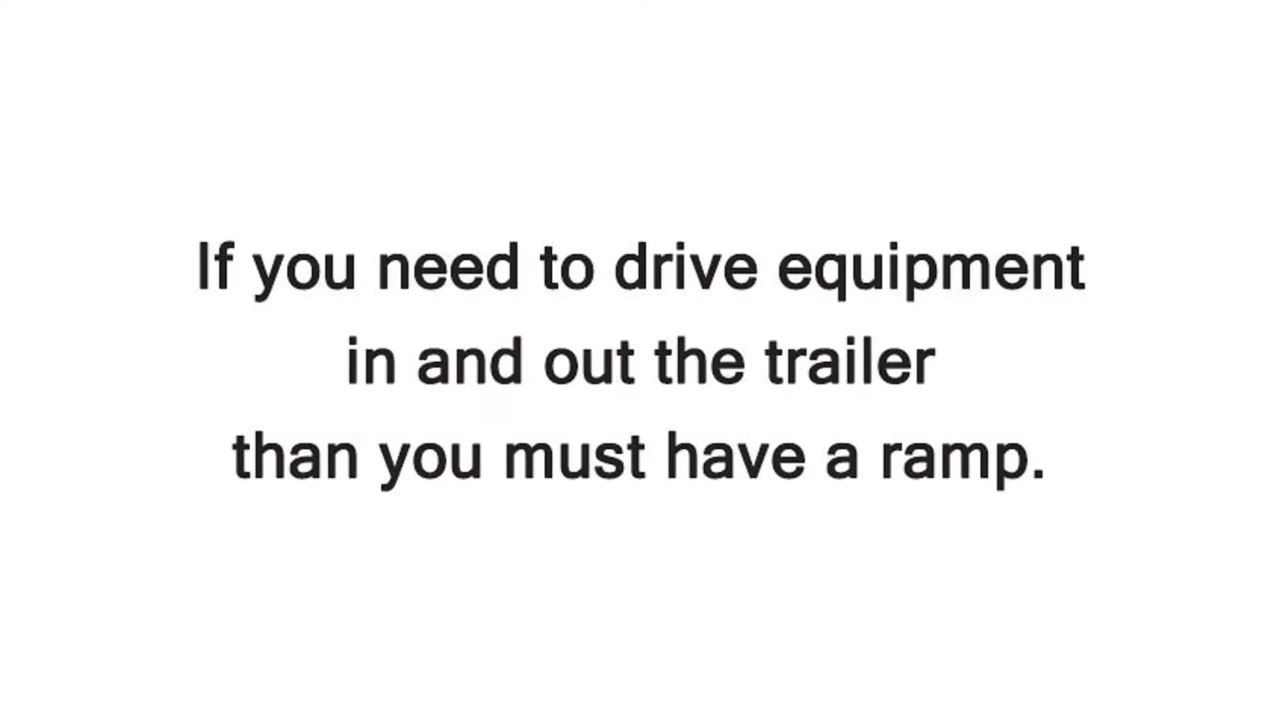 If you need to drive equipment
in and out the trailer
than you must have a ramp.